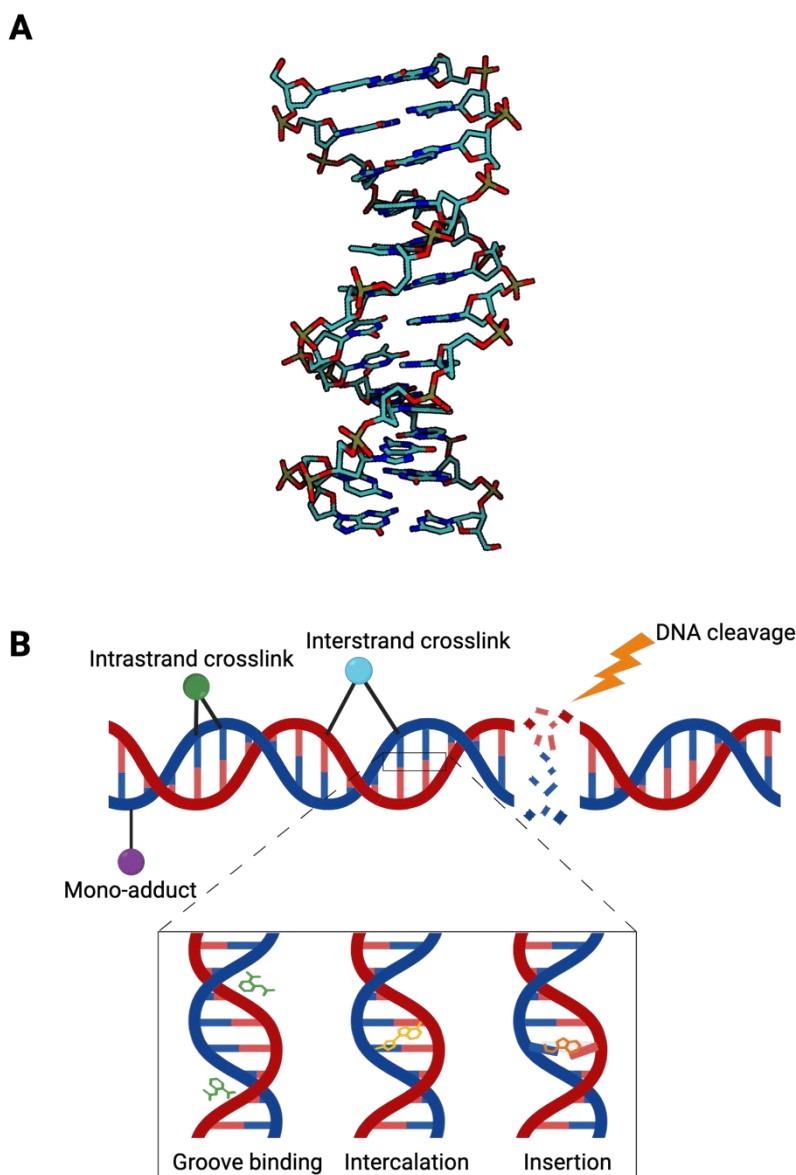 A
B
DNA cleavage
Interstrand crosslink
Intrastrand crosslink
Mono-adduct
Groove binding Intercalation Insertion